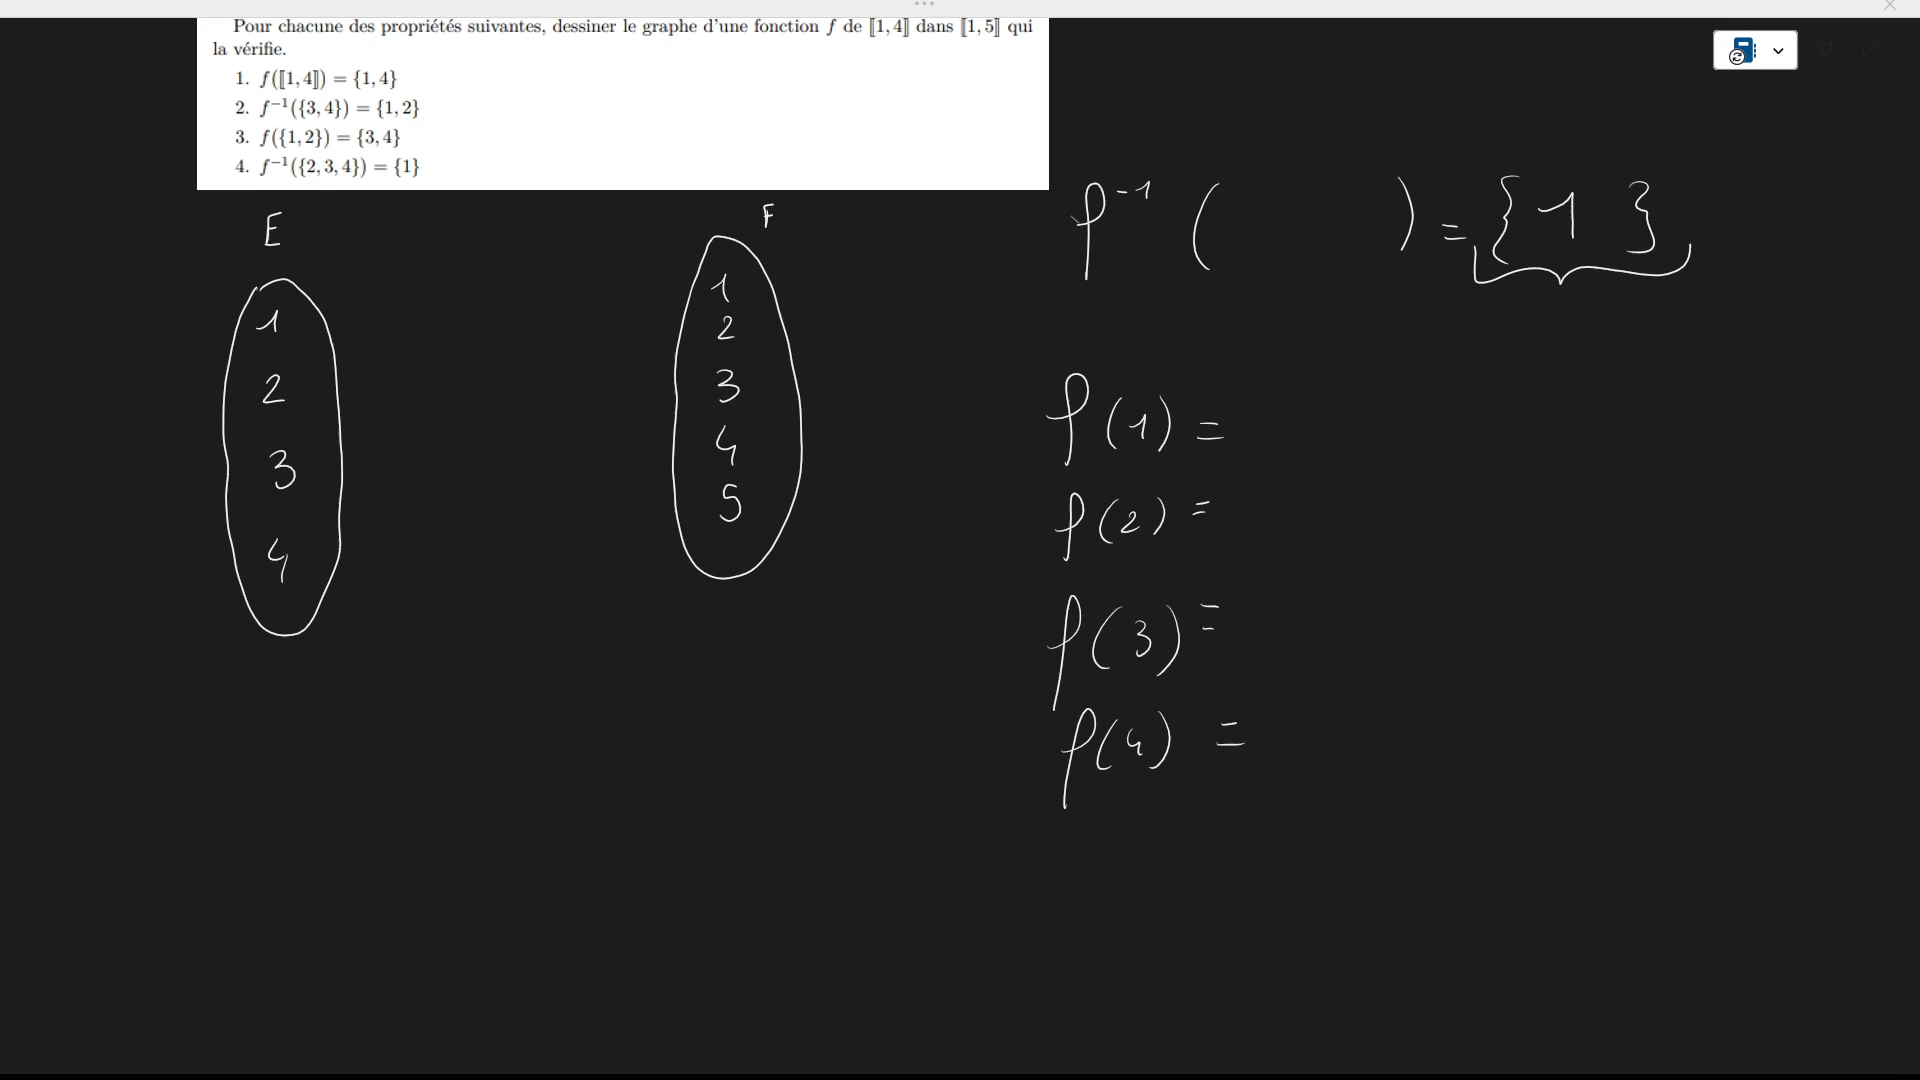 Pour chacune des propriétés suivantes, dessiner le graphe d'une fonction f de ⟦1, 4⟧ dans ⟦1, 5⟧ qui
la vérifie.
1. f(⟦1, 4⟧) = {1, 4}
2. f⁻¹({3, 4}) = {1, 2}
3. f({1, 2}) = {3, 4}
4. f⁻¹({2, 3, 4}) = {1}
E
1
2
3
4
F
1
2
3
4
5
f⁻¹ ( ) = {1}
f(1) =
f(2) =
f(3) =
f(4) =